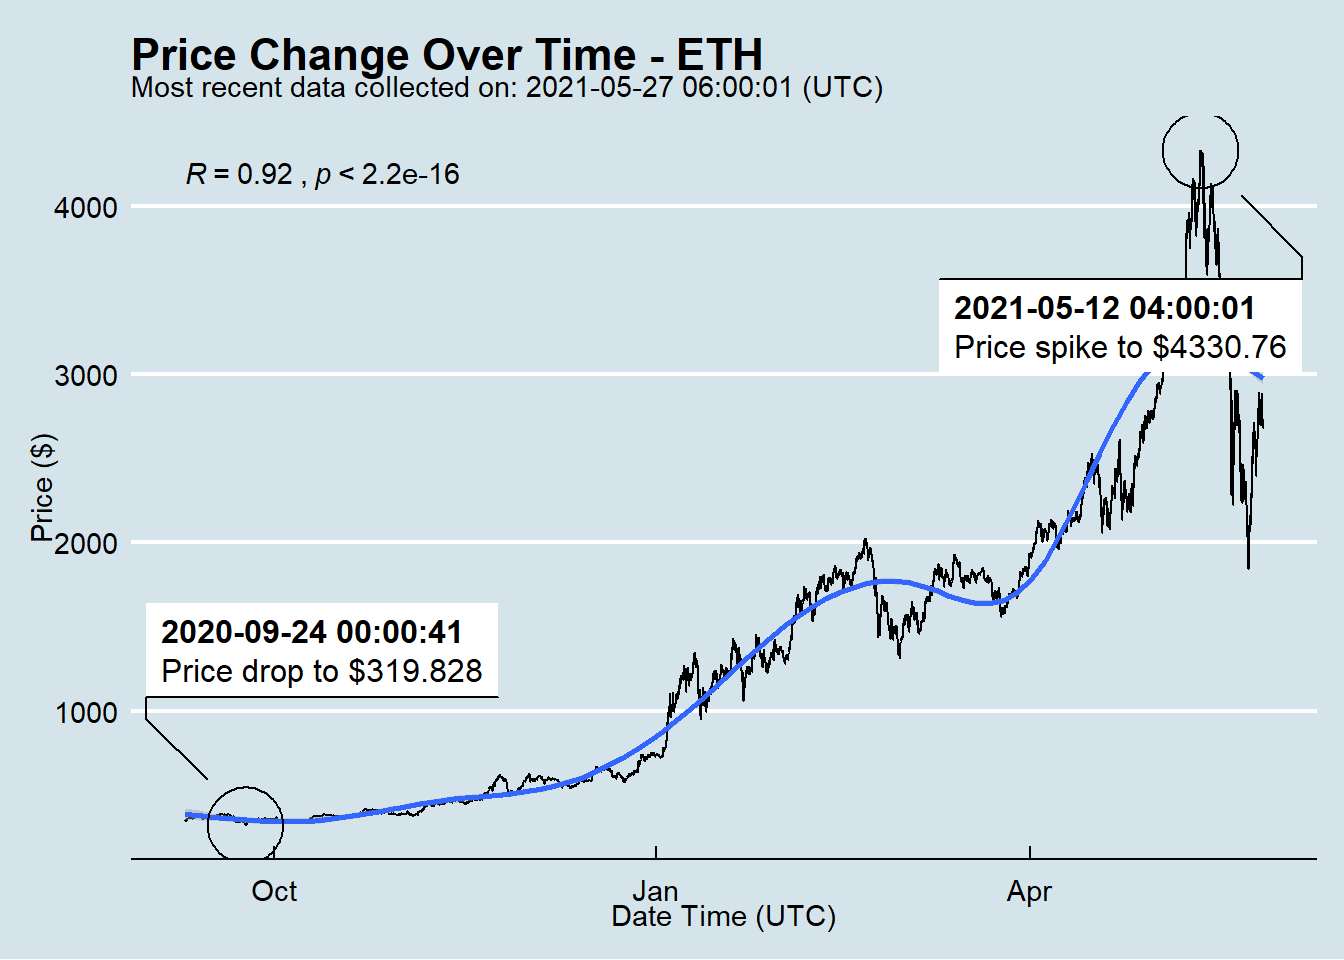 Price Change Over Time - ETH
Most recent data collected on: 2021-05-27 06:00:01 (UTC)
R = 0.92 , p < 2.2e-16
4000
2021-05-12 04:00:01
Price spike to $4330.76
3000
Price ($)
2000
2020-09-24 00:00:41
Price drop to $319.828
1000
Oct Jan Apr
Date Time (UTC)